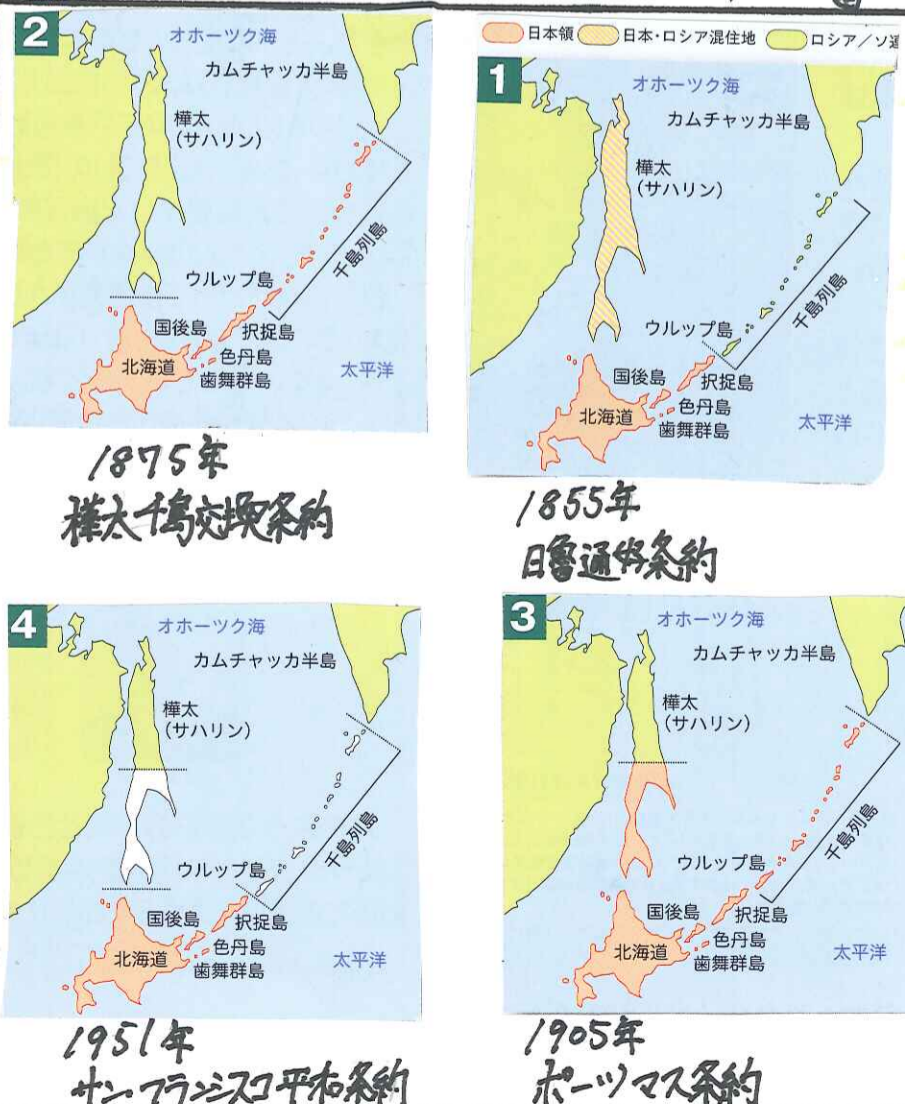 2
オホーツク海
カムチャッカ半島
樺太
(サハリン)
ウルップ島
千島列島
国後島
択捉島
色丹島
北海道
歯舞群島
太平洋
1875年
樺太千島交換条約
日本領 日本・ロシア混住地 ロシア/ソ連
1
オホーツク海
カムチャッカ半島
樺太
(サハリン)
ウルップ島
千島列島
国後島
択捉島
色丹島
北海道
歯舞群島
太平洋
1855年
日魯通好条約
4
オホーツク海
カムチャッカ半島
樺太
(サハリン)
ウルップ島
千島列島
国後島
択捉島
色丹島
北海道
歯舞群島
太平洋
1951年
サン・フランシスコ平和条約
3
オホーツク海
カムチャッカ半島
樺太
(サハリン)
ウルップ島
千島列島
国後島
択捉島
色丹島
北海道
歯舞群島
太平洋
1905年
ポーツマス条約